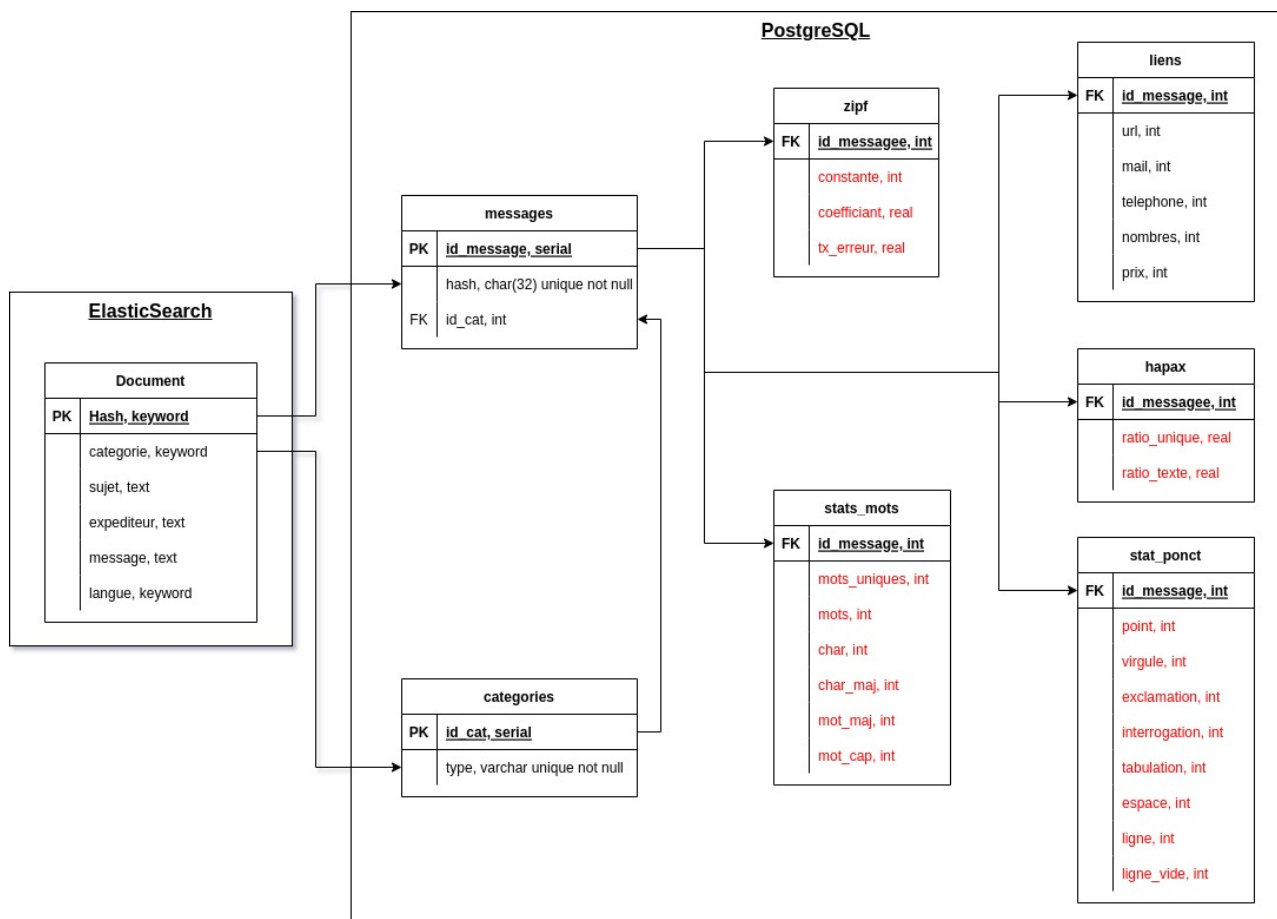 PostgreSQL
ElasticSearch
Document
PK Hash, keyword
categorie, keyword
sujet, text
expediteur, text
message, text
langue, keyword
messages
PK id_message, serial
hash, char(32) unique not null
FK id_cat, int
categories
PK id_cat, serial
type, varchar unique not null
zipf
FK id_messagee, int
constante, int
coefficiant, real
tx_erreur, real
stats_mots
FK id_message, int
mots_uniques, int
mots, int
char, int
char_maj, int
mot_maj, int
mot_cap, int
liens
FK id_message, int
url, int
mail, int
telephone, int
nombres, int
prix, int
hapax
FK id_messagee, int
ratio_unique, real
ratio_texte, real
stat_ponct
FK id_message, int
point, int
virgule, int
exclamation, int
interrogation, int
tabulation, int
espace, int
ligne, int
ligne_vide, int